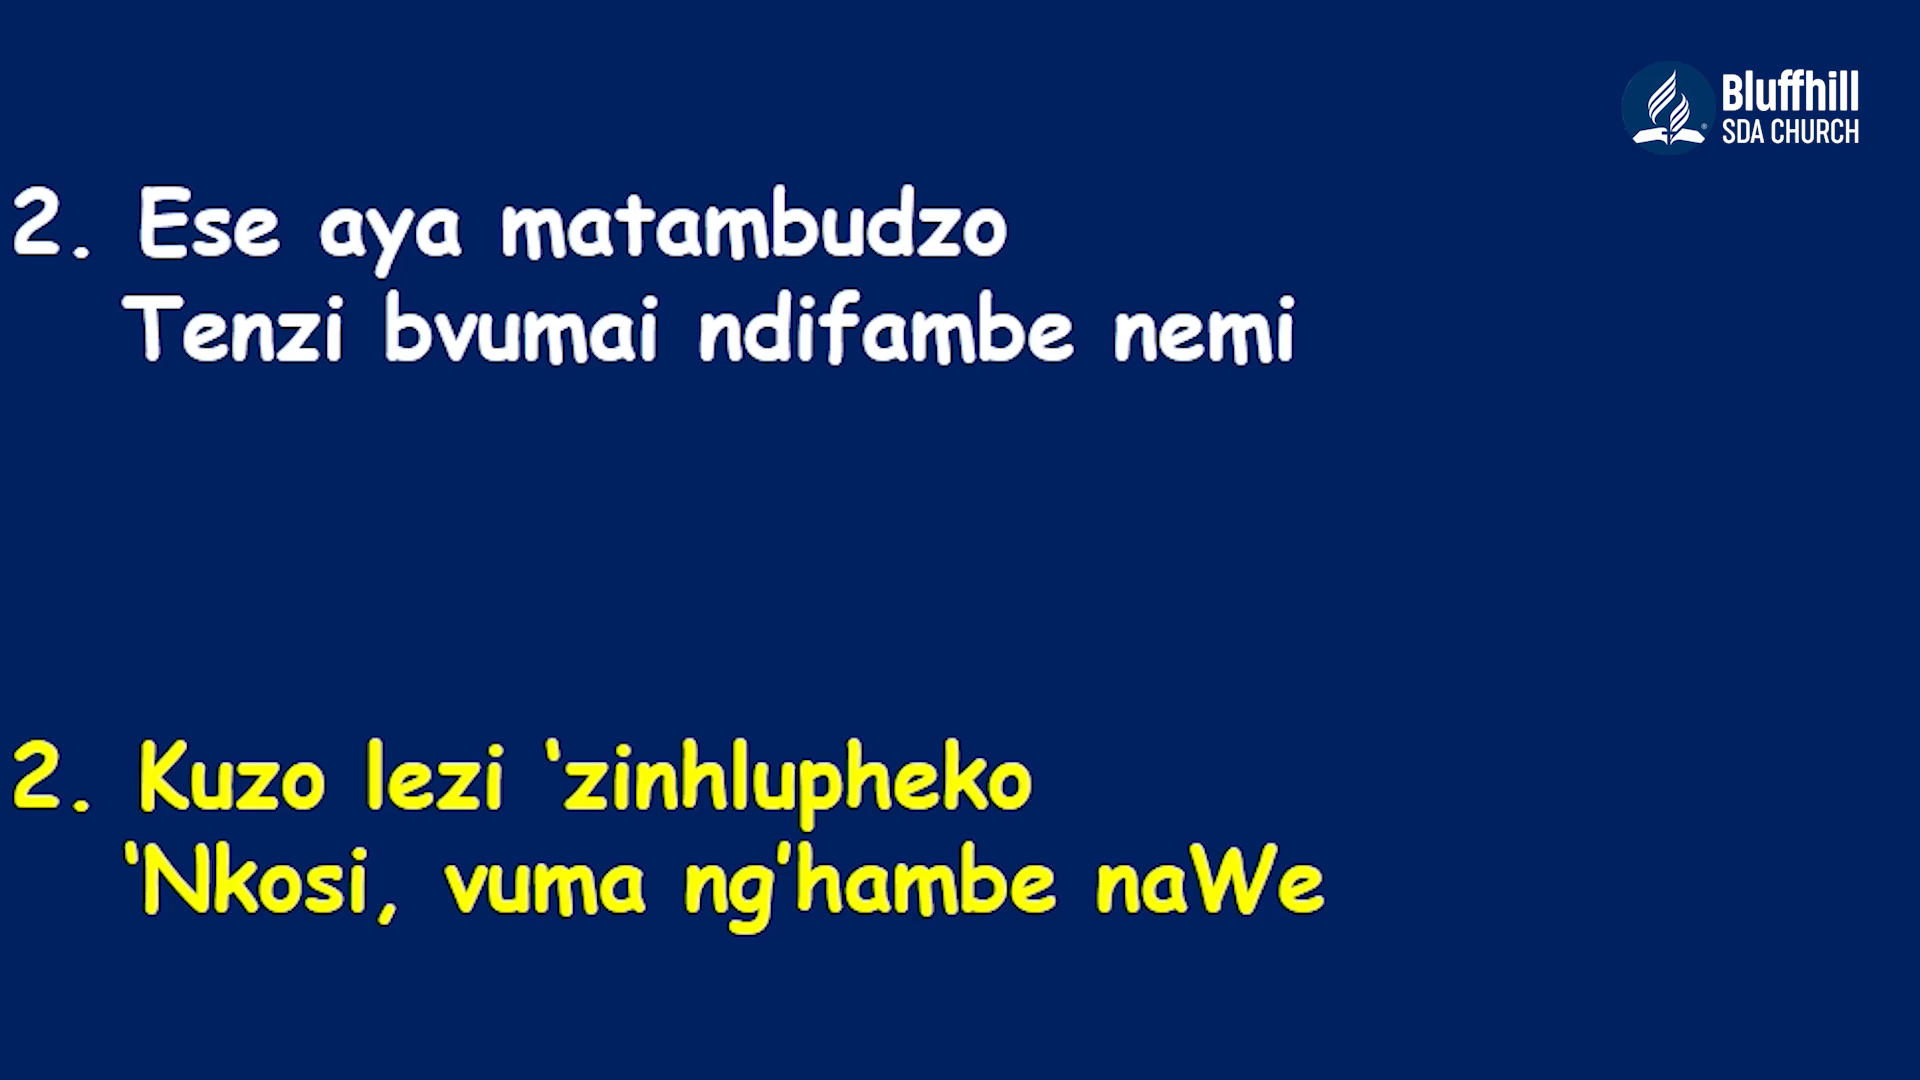 Bluffhill
SDA CHURCH
2. Ese aya matambudzo
Tenzi bvumai ndifambe nemi
2. Kuzo lezi ‘zinhlupheko
‘Nkosi, vuma ng’hambe naWe